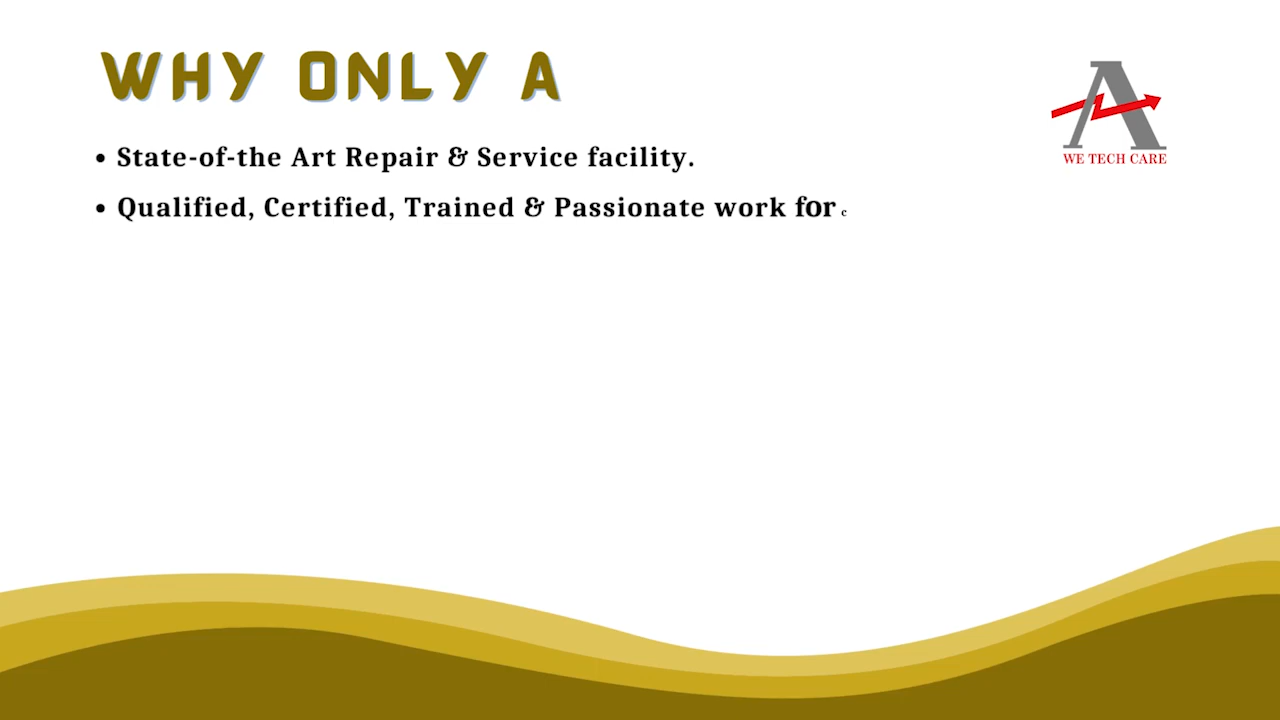 WHY ONLY A
• State-of-the Art Repair & Service facility.
• Qualified, Certified, Trained & Passionate work for c
A
WE TECH CARE